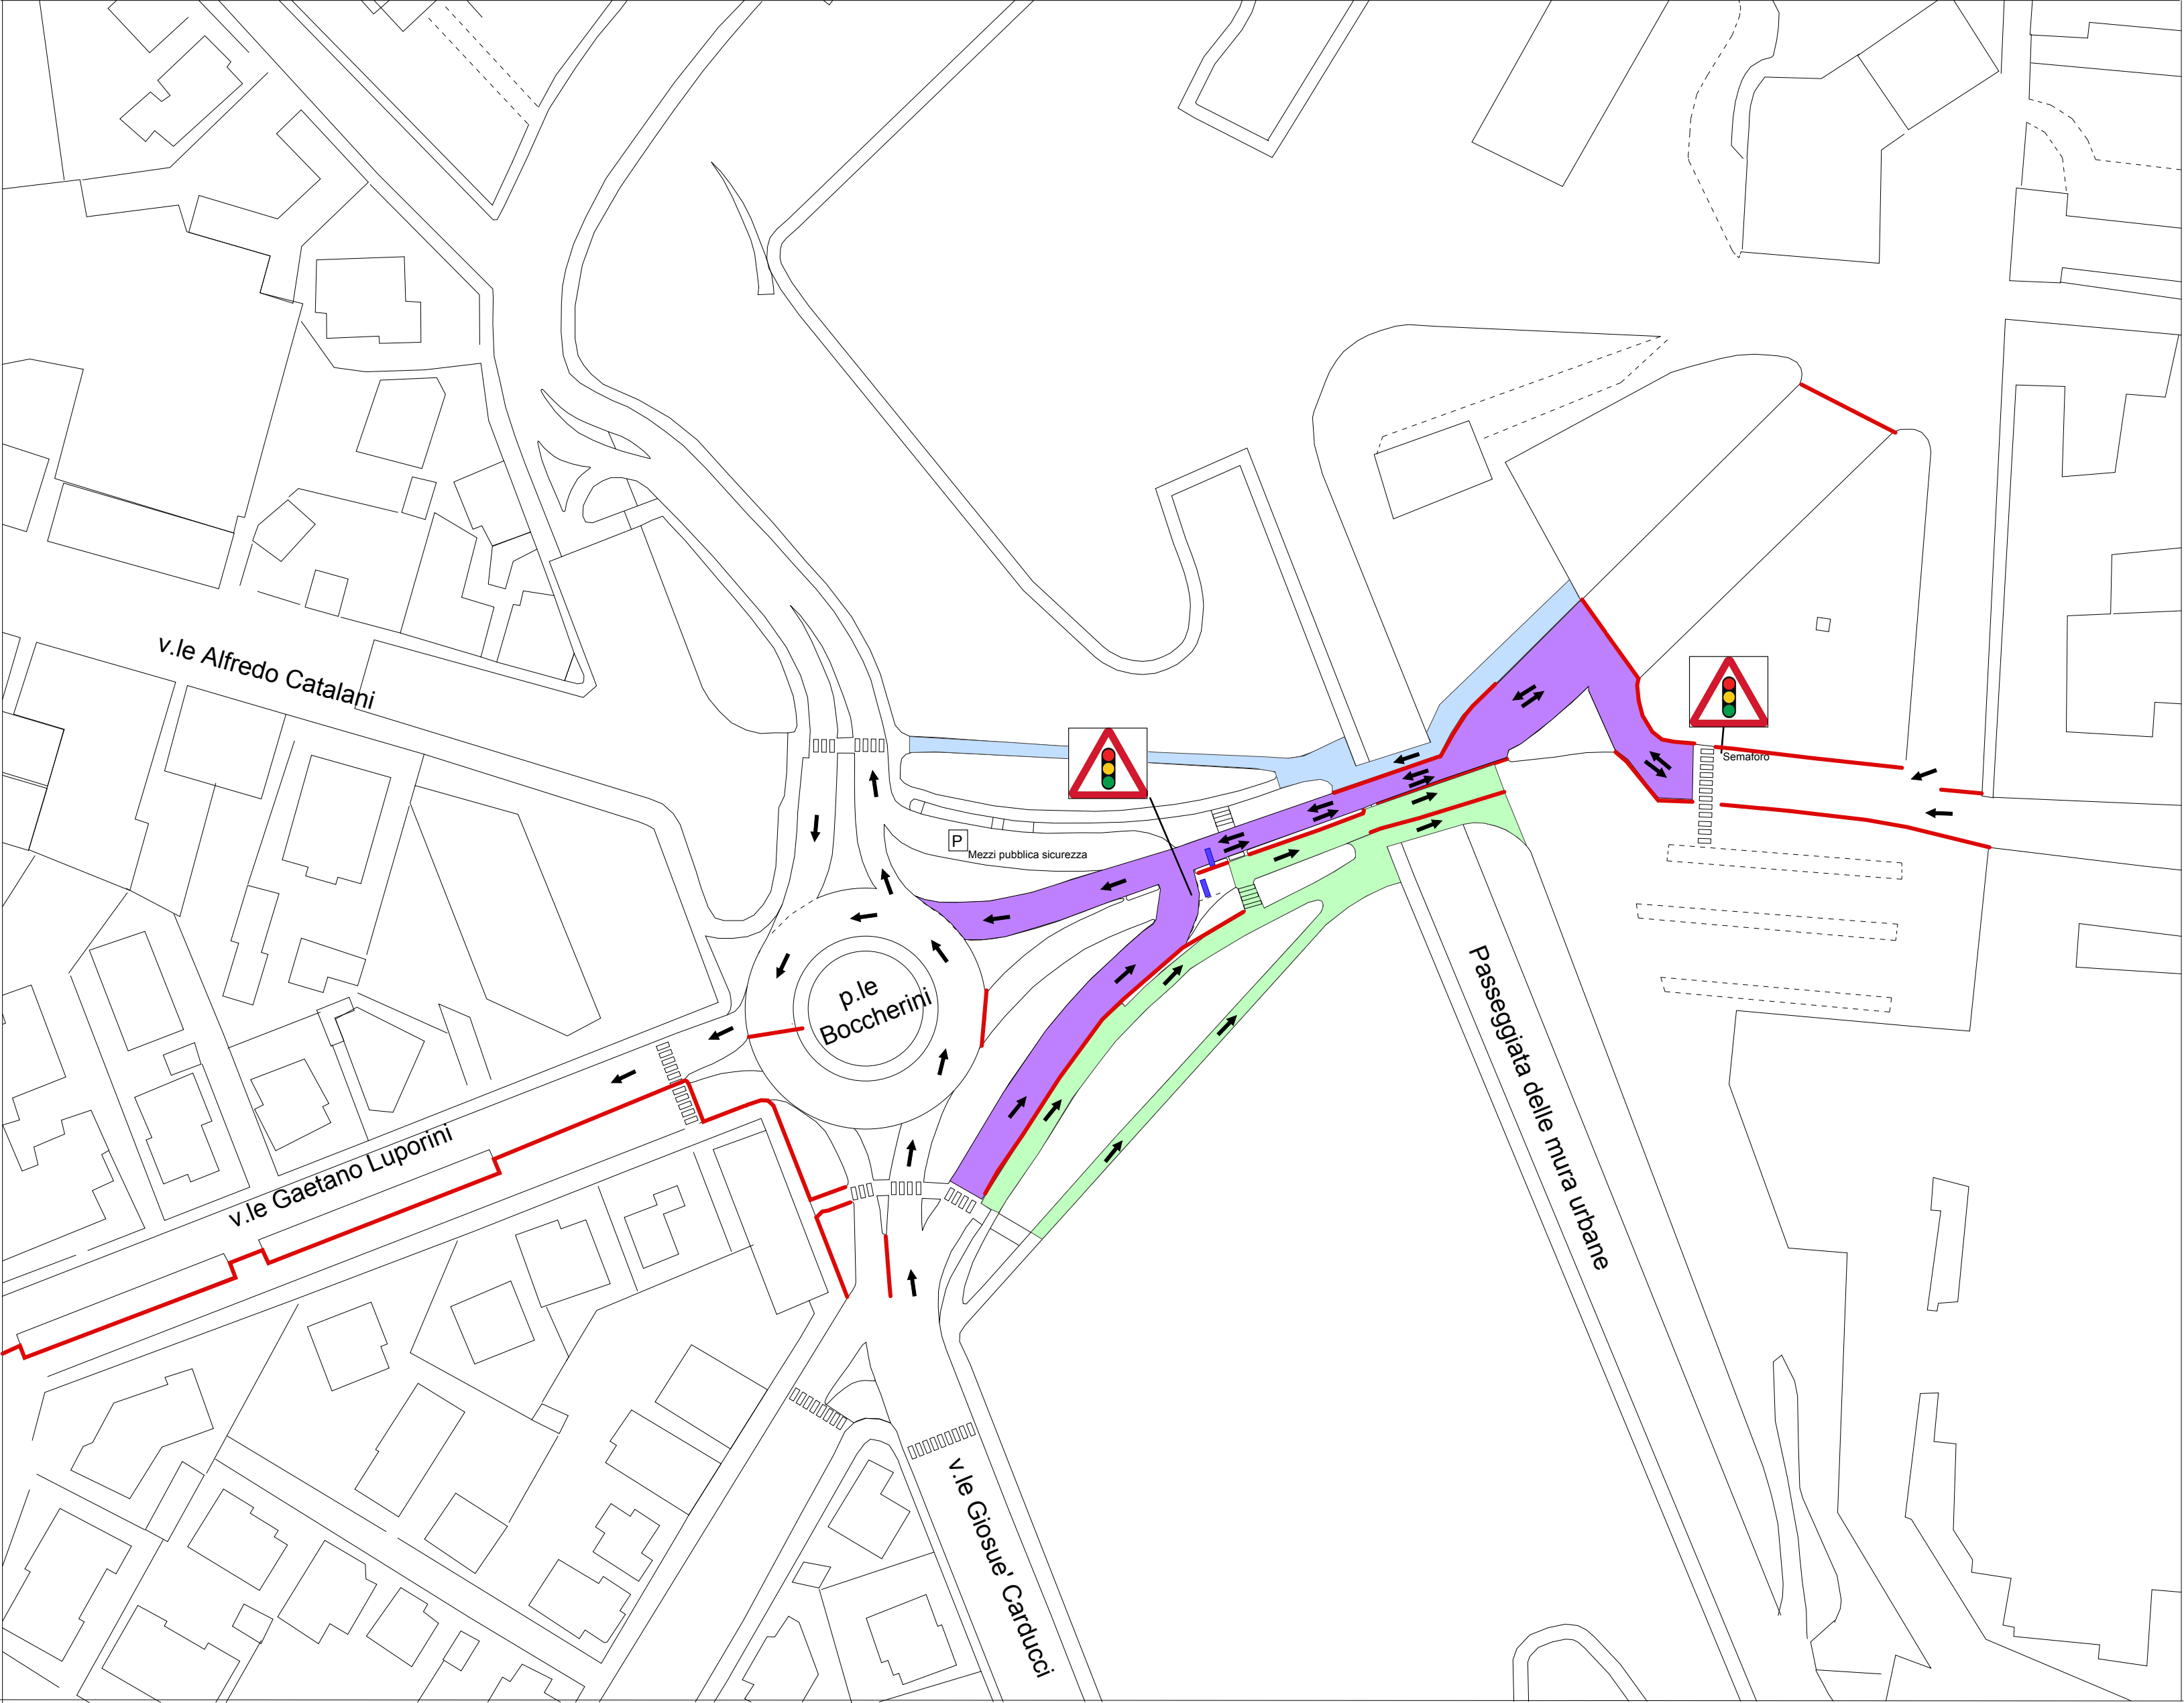 v.le Alfredo Catalani
Semaforo
P
Mezzi pubblica sicurezza
p.le
Boccherini
Passeggiata delle mura urbane
v.le Gaetano Luporini
v.le Giosue' Carducci